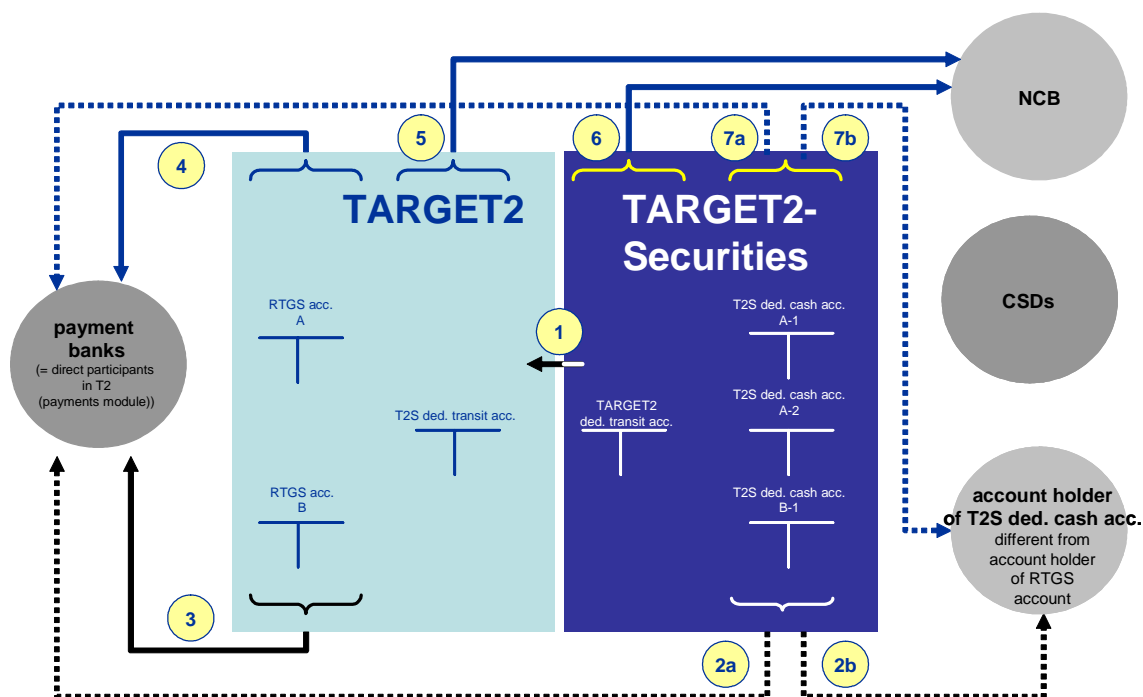 5
6
7a
7b
NCB
4
TARGET2
TARGET2-
Securities
CSDs
payment
banks
(= direct participants
in T2
(payments module))
RTGS acc.
A
1
T2S ded. cash acc.
A-1
T2S ded. transit acc.
TARGET2
ded. transit acc.
T2S ded. cash acc.
A-2
RTGS acc.
B
T2S ded. cash acc.
B-1
account holder
of T2S ded. cash acc.
different from
account holder
of RTGS
account
3
2a
2b